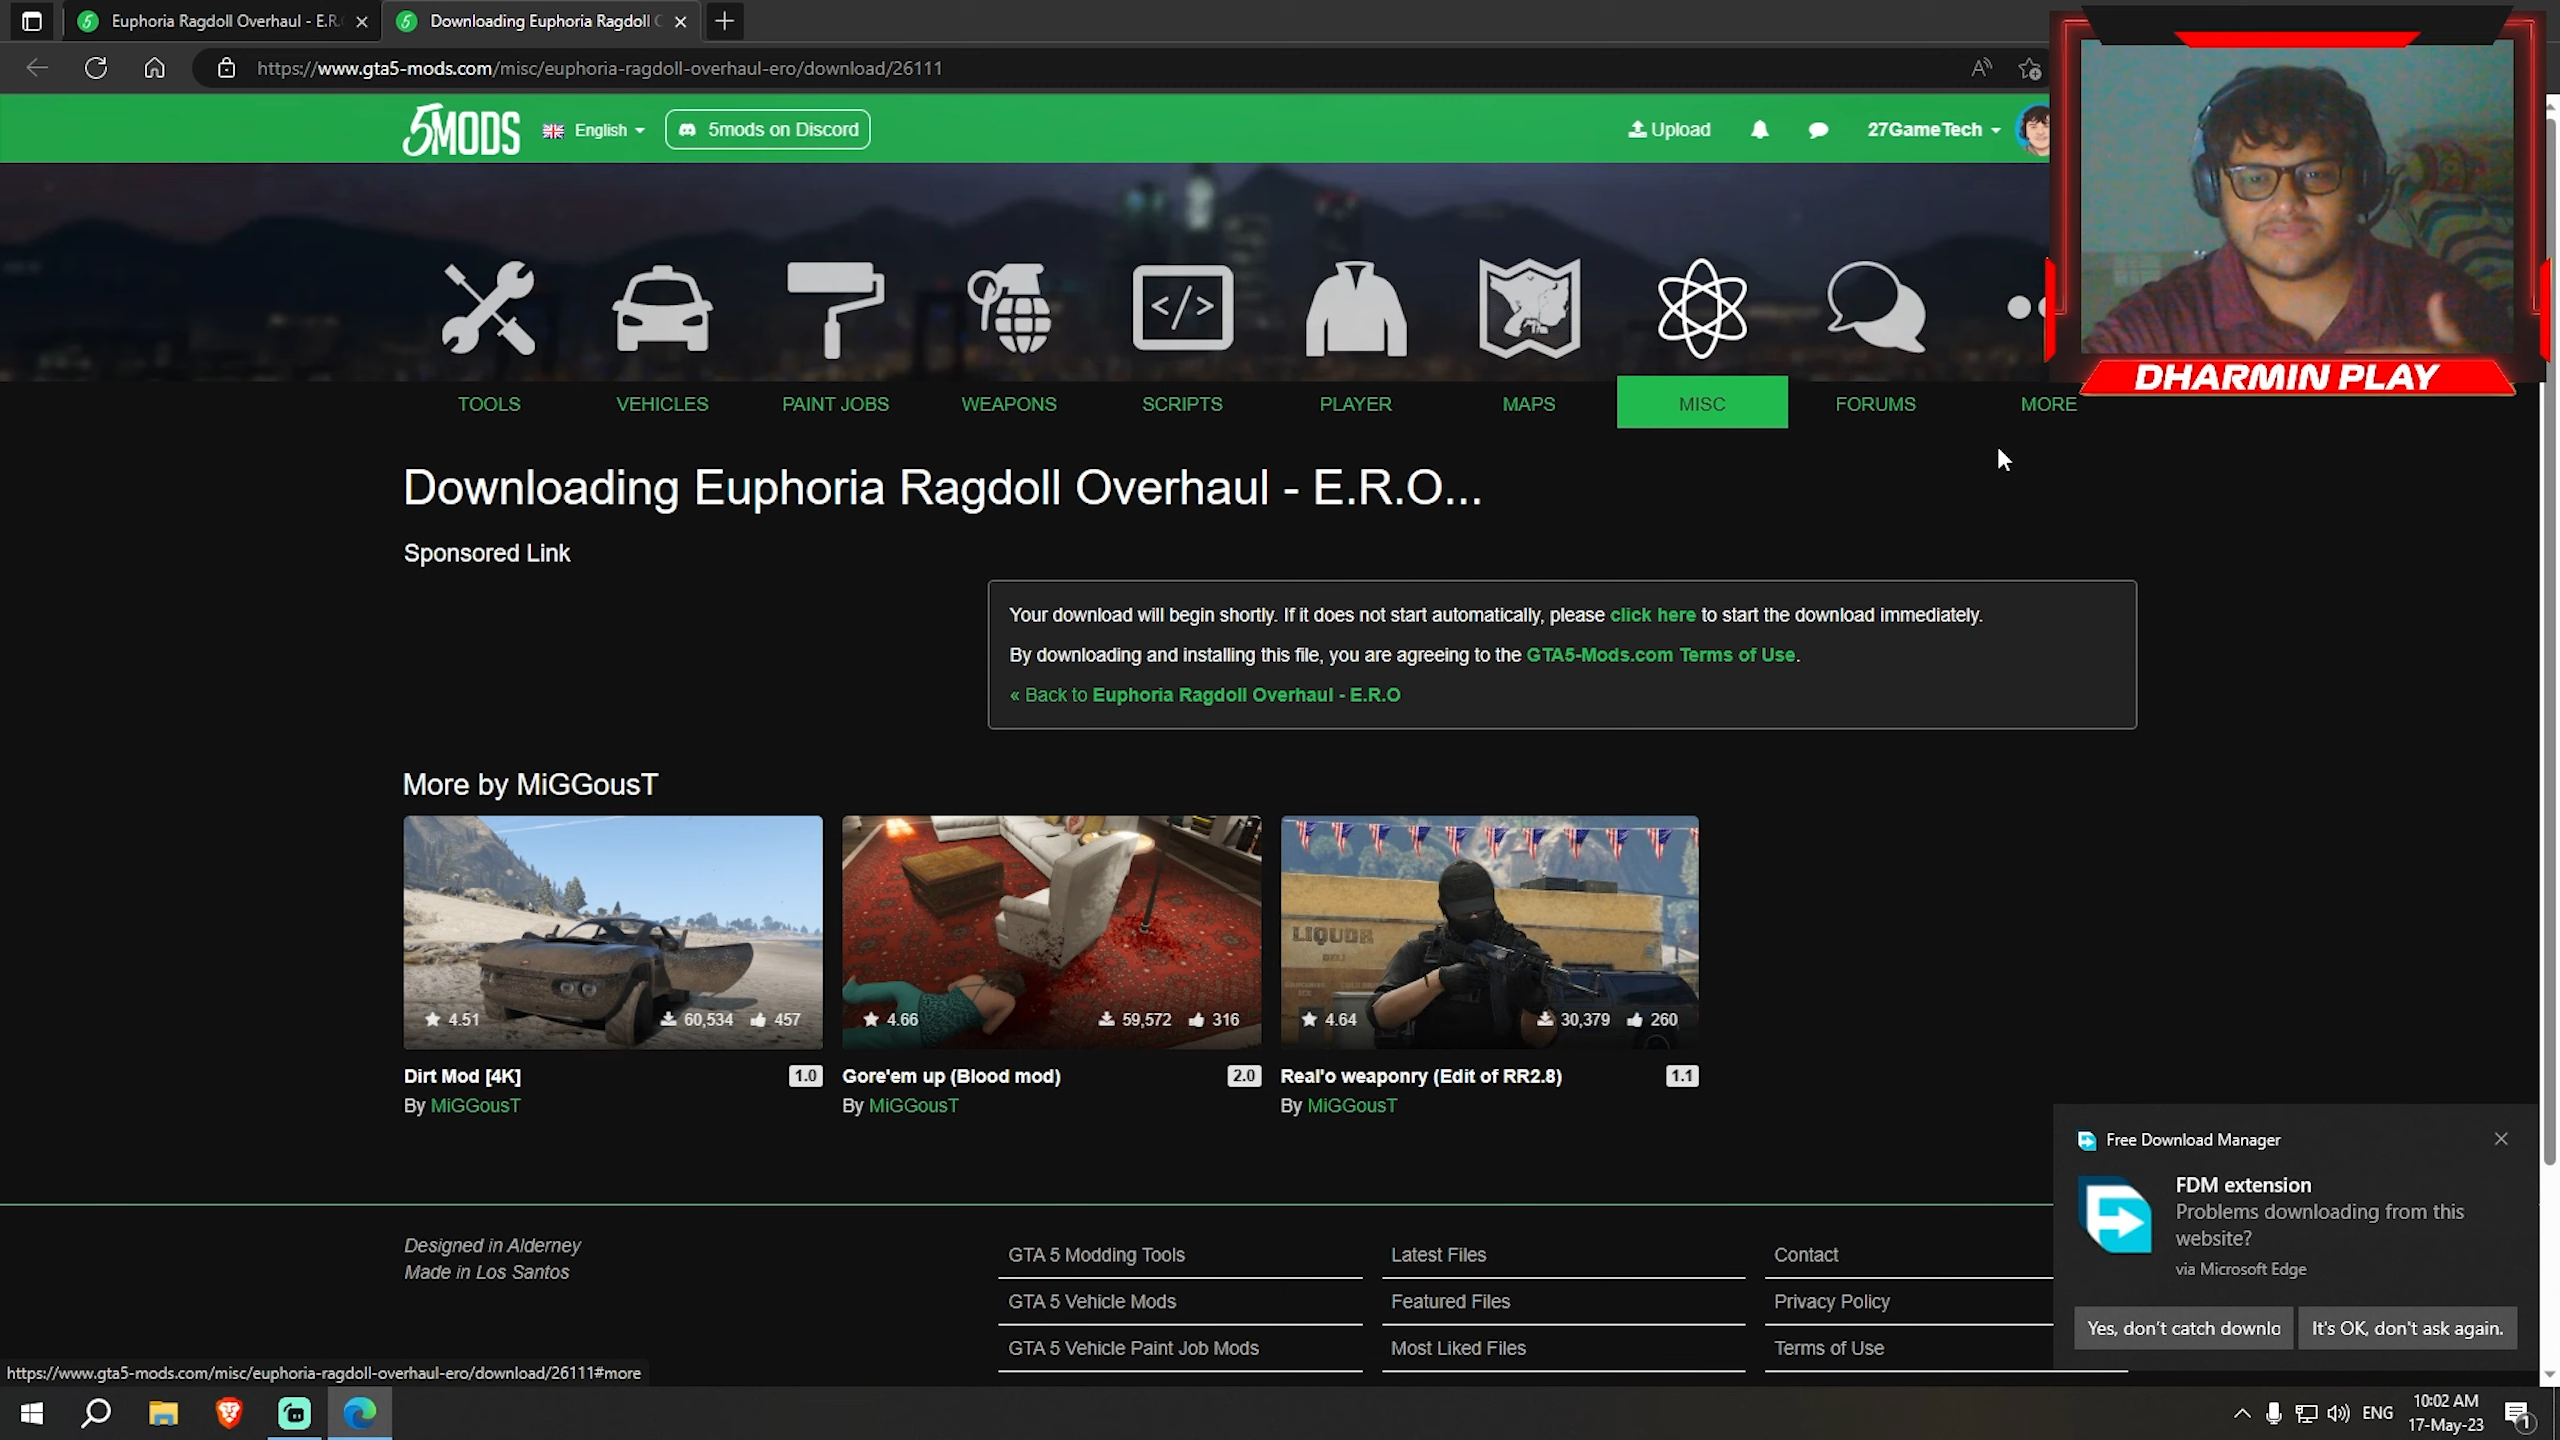 Euphoria Ragdoll Overhaul - E.R.
Downloading Euphoria Ragdoll
https://www.gta5-mods.com/misc/euphoria-ragdoll-overhaul-ero/download/26111
5MODS
English
5mods on Discord
Upload
27GameTech
TOOLS
VEHICLES
PAINT JOBS
WEAPONS
SCRIPTS
PLAYER
MAPS
MISC
FORUMS
MORE
DHARMIN PLAY
Downloading Euphoria Ragdoll Overhaul - E.R.O...
Sponsored Link
Your download will begin shortly. If it does not start automatically, please click here to start the download immediately.
By downloading and installing this file, you are agreeing to the GTA5-Mods.com Terms of Use.
« Back to Euphoria Ragdoll Overhaul - E.R.O
More by MiGGousT
LIQUOR
4.51
60,534
457
4.66
59,572
316
4.64
30,379
260
Dirt Mod [4K]
1.0
By MiGGousT
Gore'em up (Blood mod)
2.0
By MiGGousT
Real'o weaponry (Edit of RR2.8)
1.1
By MiGGousT
Free Download Manager
FDM extension
Problems downloading from this
website?
via Microsoft Edge
Yes, don't catch downlo
It's OK, don't ask again.
Designed in Alderney
Made in Los Santos
GTA 5 Modding Tools
GTA 5 Vehicle Mods
GTA 5 Vehicle Paint Job Mods
Latest Files
Featured Files
Most Liked Files
Contact
Privacy Policy
Terms of Use
https://www.gta5-mods.com/misc/euphoria-ragdoll-overhaul-ero/download/26111#more
ENG
10:02 AM
17-May-23
1